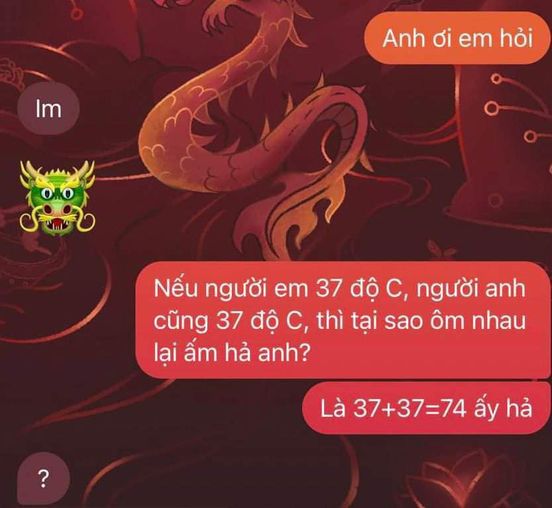 Anh ơi em hỏi
Im
Nếu người em 37 độ C, người anh
cũng 37 độ C, thì tại sao ôm nhau
lại ấm hả anh?
Là 37+37=74 ấy hả
?